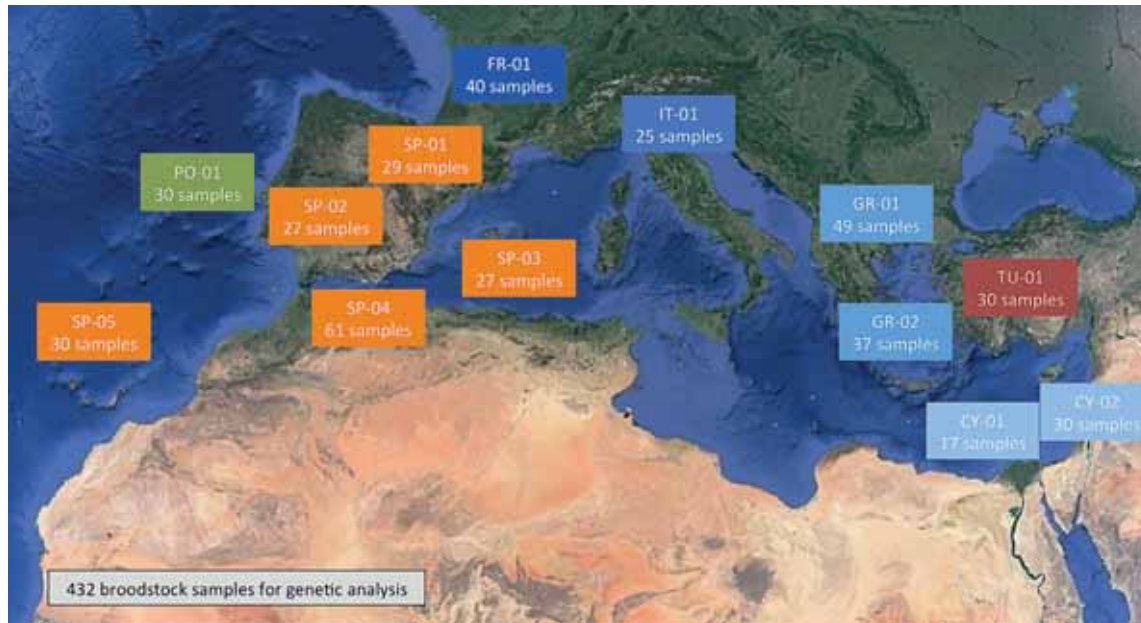 FR-01
40 samples
IT-01
25 samples
SP-01
29 samples
PO-01
30 samples
SP-02
27 samples
GR-01
49 samples
SP-03
27 samples
TU-01
30 samples
SP-04
61 samples
SP-05
30 samples
GR-02
37 samples
CY-02
30 samples
CY-01
17 samples
432 broodstock samples for genetic analysis